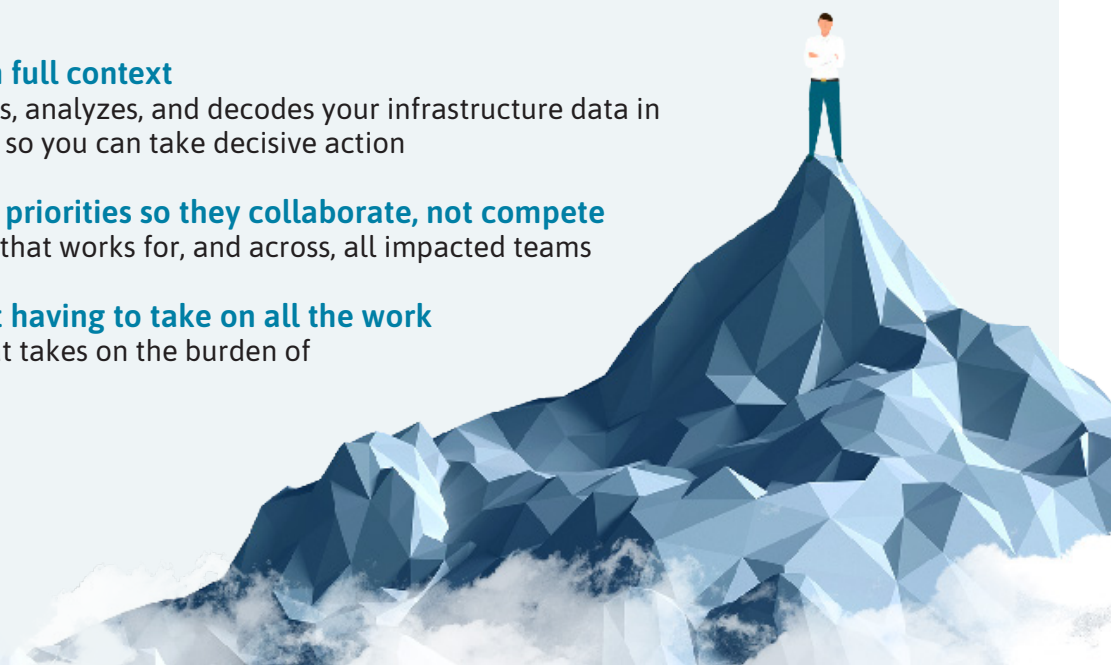 full context
s, analyzes, and decodes your infrastructure data in
so you can take decisive action
priorities so they collaborate, not compete
that works for, and across, all impacted teams
having to take on all the work
t takes on the burden of